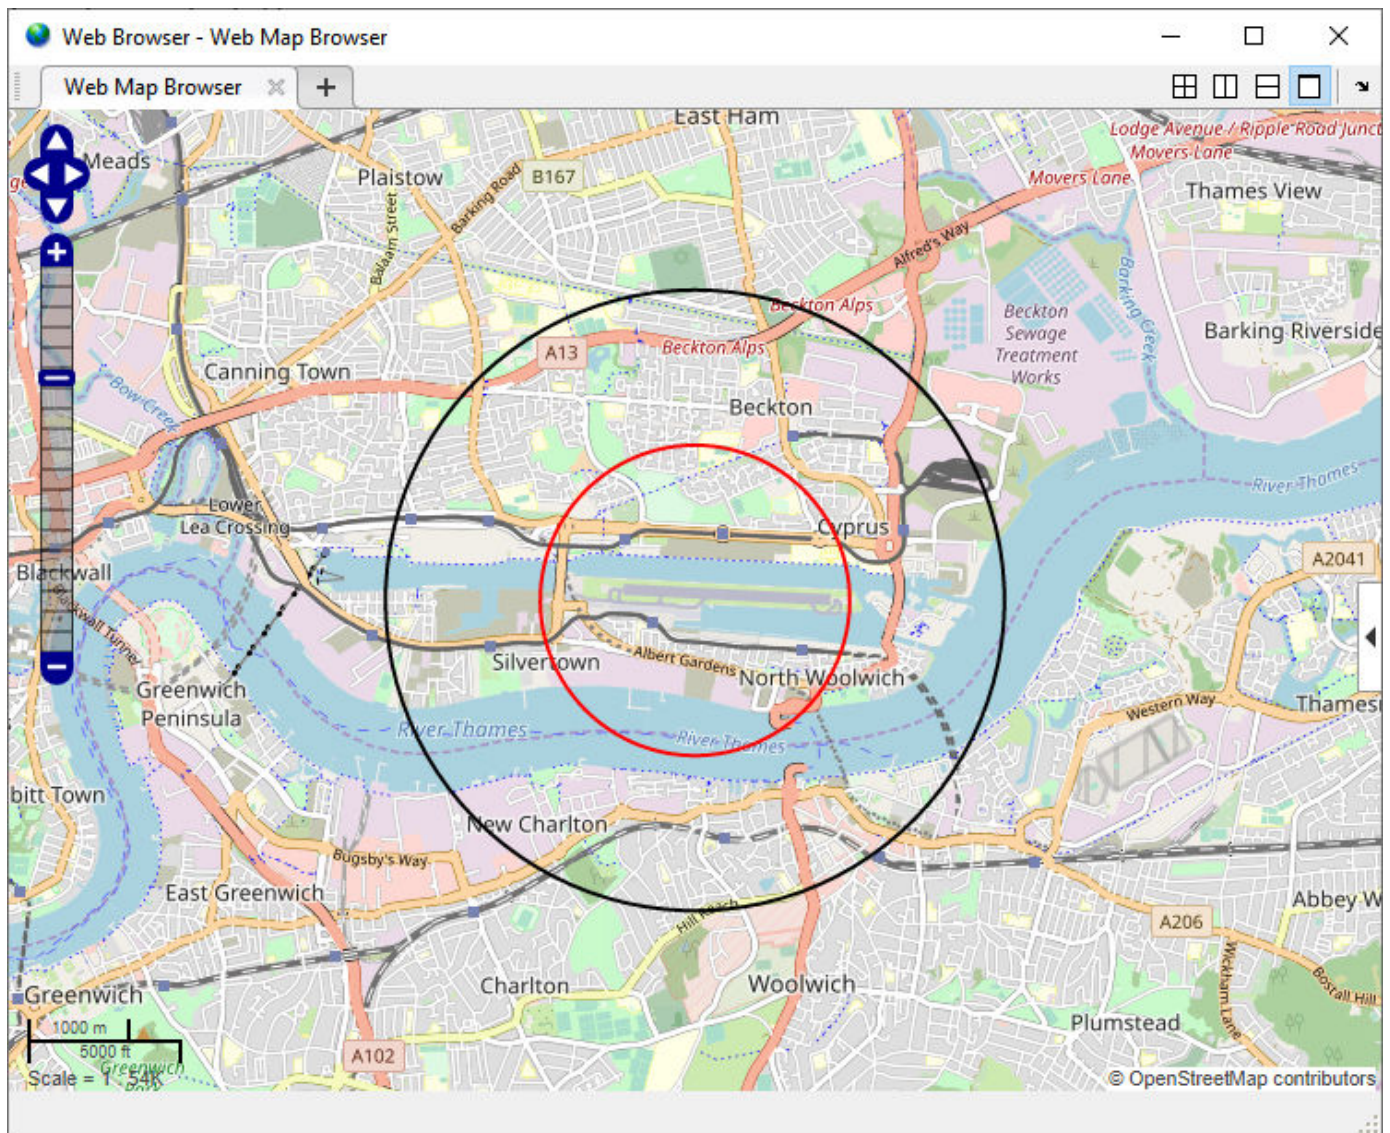 Web Browser - Web Map Browser
Web Map Browser
East Ham
Lodge Avenue / Ripple Road Junct
Movers Lane
Meads
Plaistow
B167
Barking Road
Movers Lane
Thames View
Balaam Street
Alfred's Way
Barking Creek
Beckton Alps
Beckton
Sewage
Treatment
Works
Barking Riverside
A13
Beckton Alps
Canning Town
Bow Creek
Beckton
River Thames
Lower
Lea Crossing
Cyprus
Blackwall
A2041
Blackwall Tunnel
Silvertown
Albert Gardens
North Woolwich
Greenwich
Peninsula
Western Way
Thames
River Thames
River Thames
bitt Town
New Charlton
Bugsby's Way
East Greenwich
Abbey W
Hill Reach
A206
Wickham Lane
Charlton
Woolwich
Bostall Hill
Greenwich
Plumstead
1000 m
5000 ft
A102
Greenwich
Park
Scale = 1 : 54K
© OpenStreetMap contributors